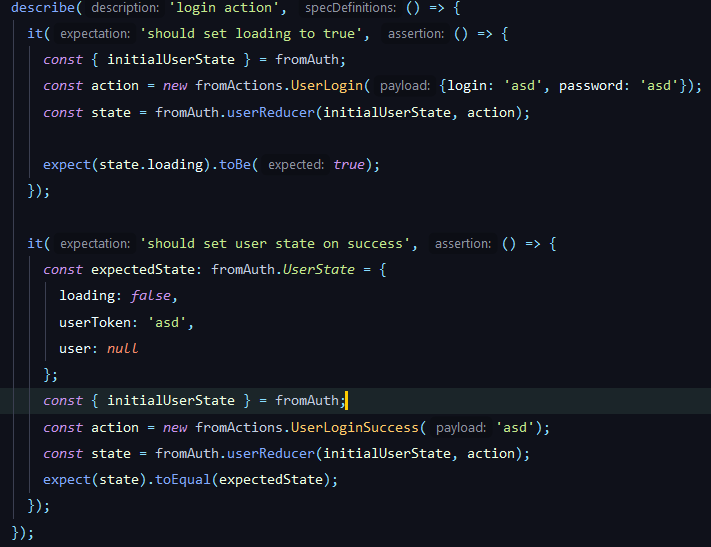 describe( description: 'login action', specDefinitions: () => {
it( expectation: 'should set loading to true', assertion: () => {
const { initialUserState } = fromAuth;
const action = new fromActions.UserLogin( payload: {login: 'asd', password: 'asd'});
const state = fromAuth.userReducer(initialUserState, action);
expect(state.loading).toBe( expected: true);
});
it( expectation: 'should set user state on success', assertion: () => {
const expectedState: fromAuth.UserState = {
loading: false,
userToken: 'asd',
user: null
};
const { initialUserState } = fromAuth;
const action = new fromActions.UserLoginSuccess( payload: 'asd');
const state = fromAuth.userReducer(initialUserState, action);
expect(state).toEqual(expectedState);
});
});